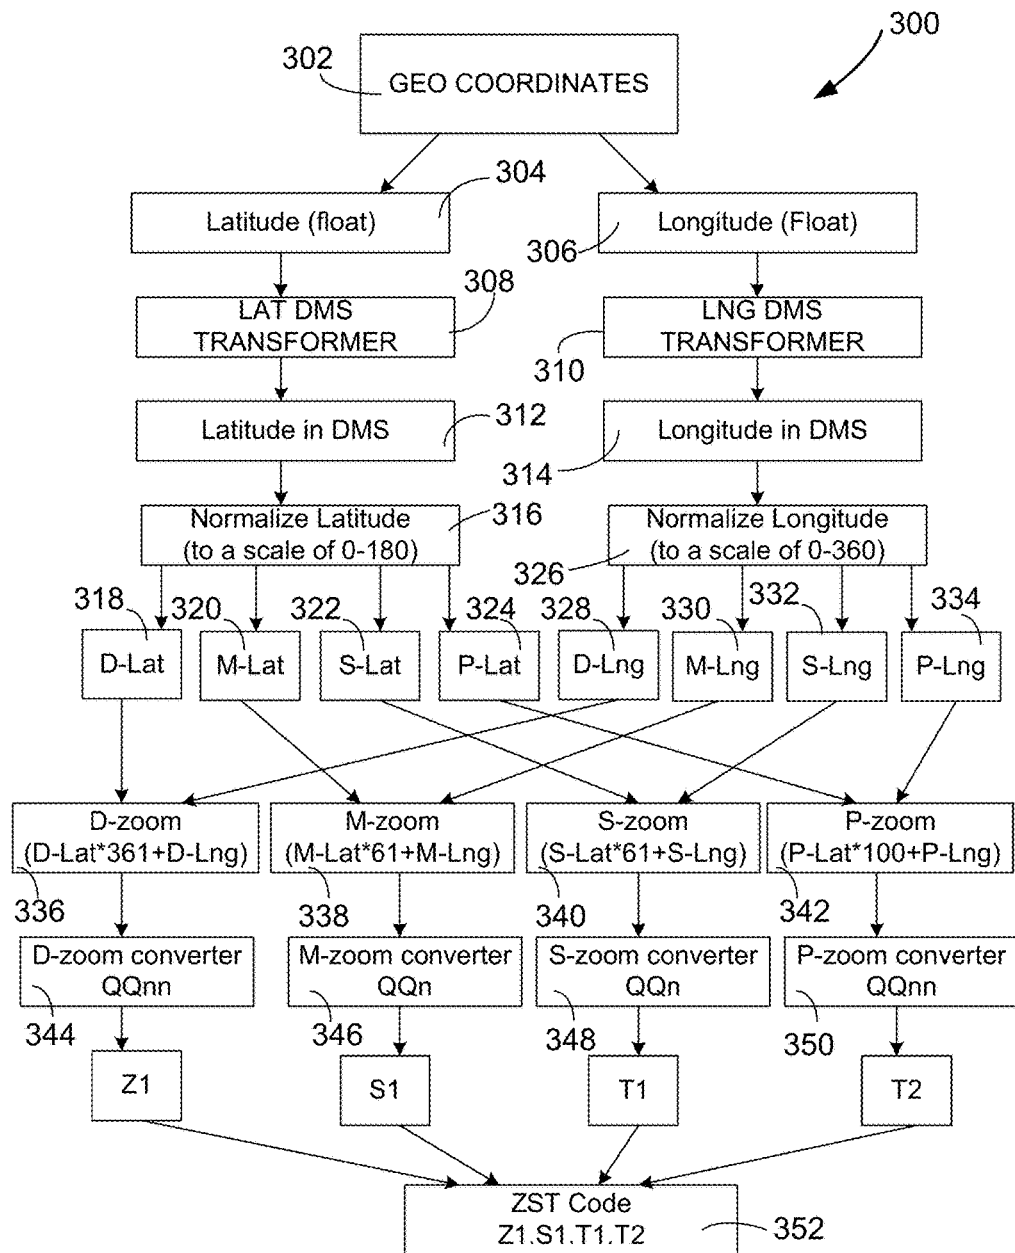 300
302
GEO COORDINATES
304
Latitude (float)
Longitude (Float)
306
308
LAT DMS
TRANSFORMER
LNG DMS
TRANSFORMER
310
312
Latitude in DMS
Longitude in DMS
314
Normalize Latitude
(to a scale of 0-180)
316
Normalize Longitude
(to a scale of 0-360)
326
318
320
322
324
328
330
332
334
D-Lat
M-Lat
S-Lat
P-Lat
D-Lng
M-Lng
S-Lng
P-Lng
D-zoom
(D-Lat*361+D-Lng)
M-zoom
(M-Lat*61+M-Lng)
S-zoom
(S-Lat*61+S-Lng)
P-zoom
(P-Lat*100+P-Lng)
336
338
340
342
D-zoom converter
QQnn
M-zoom converter
QQn
S-zoom converter
QQn
P-zoom converter
QQnn
344
346
348
350
Z1
S1
T1
T2
ZST Code
Z1.S1.T1.T2
352